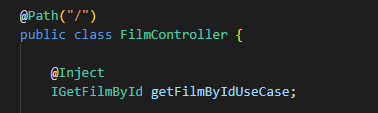 @Path("/")
public class FilmController {
@Inject
IGetFilmById getFilmByIdUseCase;